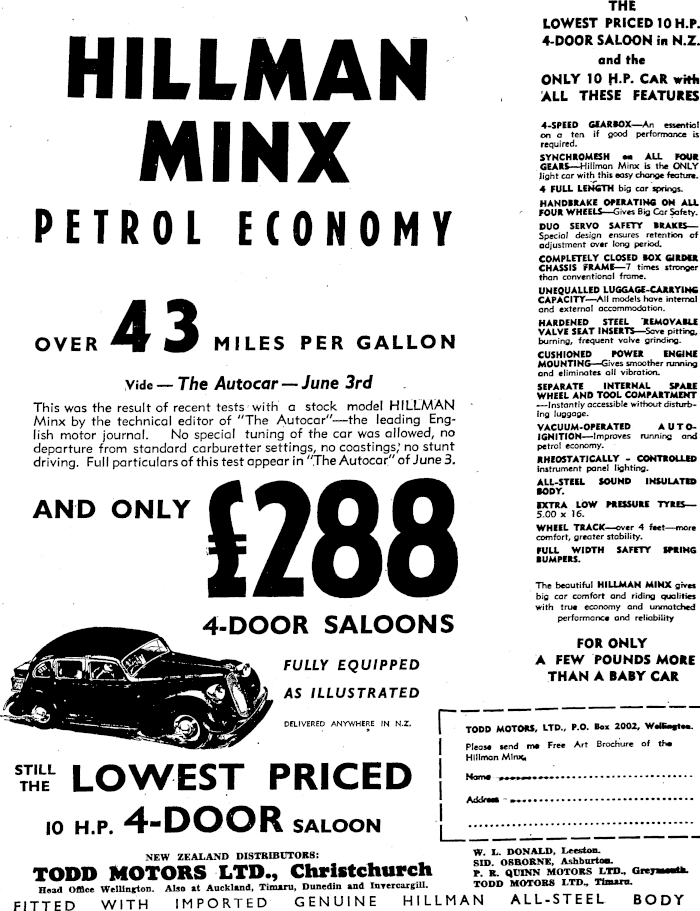 HILLMAN
MINX
PETROL ECONOMY
OVER 43 MILES PER GALLON
Vide — The Autocar — June 3rd
This was the result of recent tests with a stock model HILLMAN
Minx by the technical editor of "The Autocar"—the leading Eng-
lish motor journal. No special tuning of the car was allowed, no
departure from standard carburetter settings, no coastings; no stunt
driving. Full particulars of this test appear in "The Autocar" of June 3.
AND ONLY £288
4-DOOR SALOONS
FULLY EQUIPPED
AS ILLUSTRATED
DELIVERED ANYWHERE IN N.Z.
STILL THE LOWEST PRICED
10 H.P. 4-DOOR SALOON
NEW ZEALAND DISTRIBUTORS:
TODD MOTORS LTD., Christchurch
Head Office Wellington. Also at Auckland, Timaru, Dunedin and Invercargill.
THE
LOWEST PRICED 10 H.P.
4-DOOR SALOON in N.Z.
and the
ONLY 10 H.P. CAR with
ALL THESE FEATURES
4-SPEED GEARBOX—An essential
on a ten if good performance is
required.
SYNCHROMESH on ALL FOUR
GEARS—Hillman Minx is the ONLY
light car with this easy change feature.
4 FULL LENGTH big car springs.
HANDBRAKE OPERATING ON ALL
FOUR WHEELS—Gives Big Car Safety.
DUO SERVO SAFETY BRAKES—
Special design ensures retention of
adjustment over long period.
COMPLETELY CLOSED BOX GIRDER
CHASSIS FRAME—7 times stronger
than conventional frame.
UNEQUALLED LUGGAGE-CARRYING
CAPACITY—All models have internal
and external accommodation.
HARDENED STEEL REMOVABLE
VALVE SEAT INSERTS—Save pitting,
burning, frequent valve grinding.
CUSHIONED POWER ENGINE
MOUNTING—Gives smoother running
and eliminates all vibration.
SEPARATE INTERNAL SPARE
WHEEL AND TOOL COMPARTMENT
—Instantly accessible without disturb-
ing luggage.
VACUUM-OPERATED AUTO-
IGNITION—Improves running and
petrol economy.
RHEOSTATICALLY - CONTROLLED
instrument panel lighting.
ALL-STEEL SOUND INSULATED
BODY.
EXTRA LOW PRESSURE TYRES—
5.00 x 16.
WHEEL TRACK—over 4 feet—more
comfort, greater stability.
FULL WIDTH SAFETY SPRING
BUMPERS.
The beautiful HILLMAN MINX gives
big car comfort and riding qualities
with true economy and unmatched
performance and reliability
FOR ONLY
A FEW POUNDS MORE
THAN A BABY CAR
TODD MOTORS, LTD., P.O. Box 2002, Wellington.
Please send me Free Art Brochure of the
Hillman Minx.
Name
Address
W. L. DONALD, Leeston.
SID. OSBORNE, Ashburton.
P. R. QUINN MOTORS LTD., Greymouth.
TODD MOTORS LTD., Timaru.
FITTED WITH IMPORTED GENUINE HILLMAN ALL-STEEL BODY